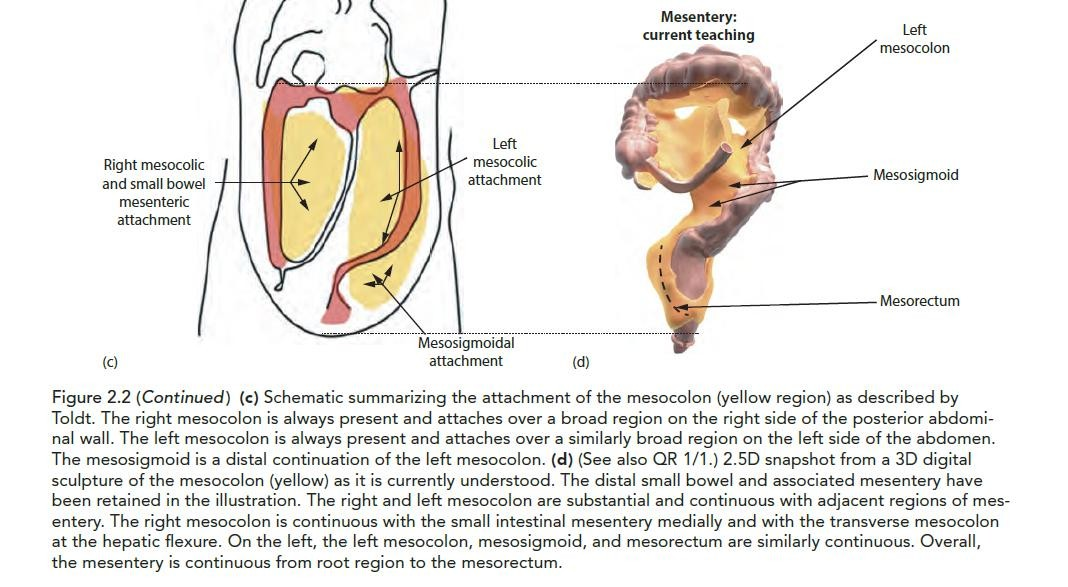 Mesentery:
current teaching
Left
mesocolon
Left
mesocolic
attachment
Right mesocolic
and small bowel
mesenteric
attachment
Mesosigmoid
Mesorectum
Mesosigmoidal
attachment
(c)
(d)
Figure 2.2 (Continued) (c) Schematic summarizing the attachment of the mesocolon (yellow region) as described by
Toldt. The right mesocolon is always present and attaches over a broad region on the right side of the posterior abdomi-
nal wall. The left mesocolon is always present and attaches over a similarly broad region on the left side of the abdomen.
The mesosigmoid is a distal continuation of the left mesocolon. (d) (See also QR 1/1.) 2.5D snapshot from a 3D digital
sculpture of the mesocolon (yellow) as it is currently understood. The distal small bowel and associated mesentery have
been retained in the illustration. The right and left mesocolon are substantial and continuous with adjacent regions of mes-
entery. The right mesocolon is continuous with the small intestinal mesentery medially and with the transverse mesocolon
at the hepatic flexure. On the left, the left mesocolon, mesosigmoid, and mesorectum are similarly continuous. Overall,
the mesentery is continuous from root region to the mesorectum.